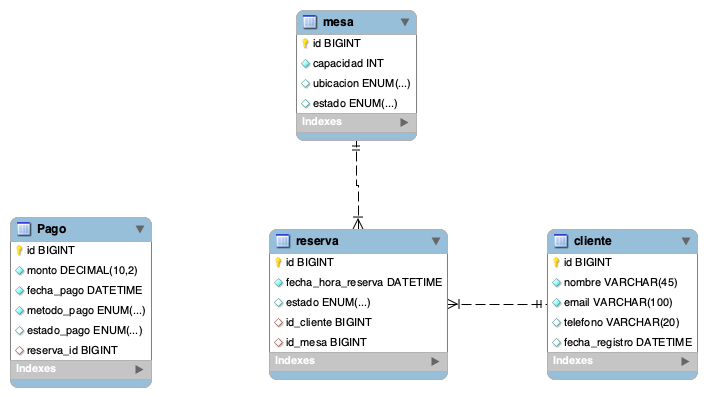 mesa
id BIGINT
capacidad INT
ubicacion ENUM(...)
estado ENUM(...)
Indexes
Pago
id BIGINT
monto DECIMAL(10,2)
fecha_pago DATETIME
metodo_pago ENUM(...)
estado_pago ENUM(...)
reserva_id BIGINT
Indexes
reserva
id BIGINT
fecha_hora_reserva DATETIME
estado ENUM(...)
id_cliente BIGINT
id_mesa BIGINT
Indexes
cliente
id BIGINT
nombre VARCHAR(45)
email VARCHAR(100)
telefono VARCHAR(20)
fecha_registro DATETIME
Indexes